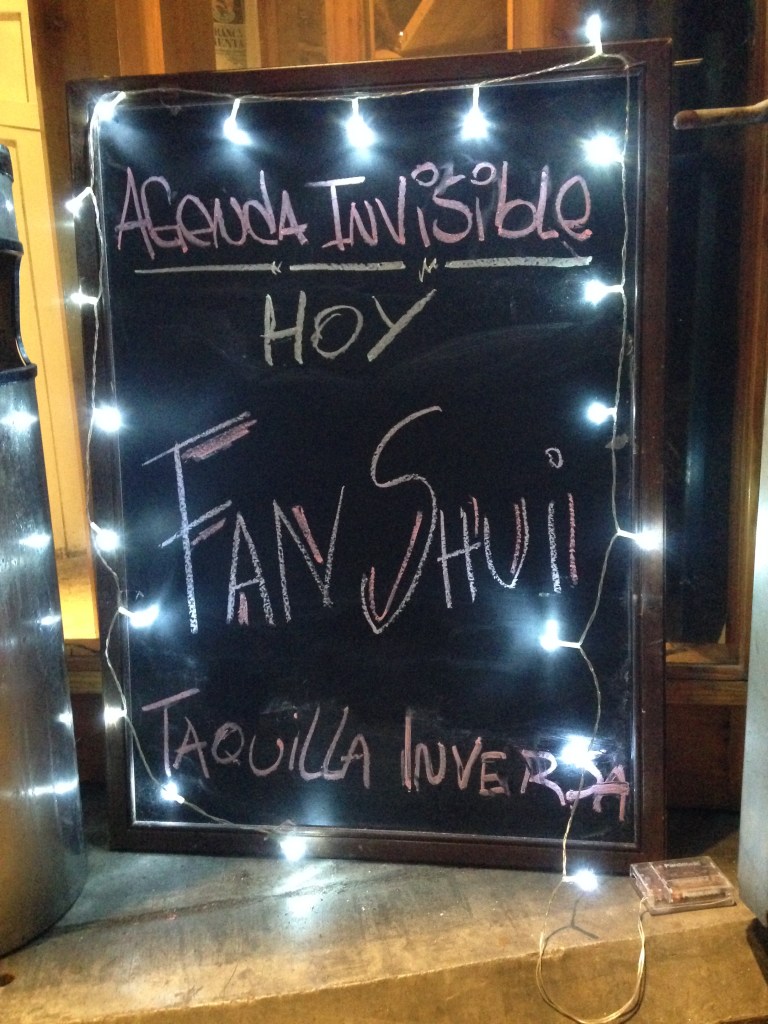 AGENDA INVISIBLE
HOY
FAN SHUI
TAQUILLA INVERSA